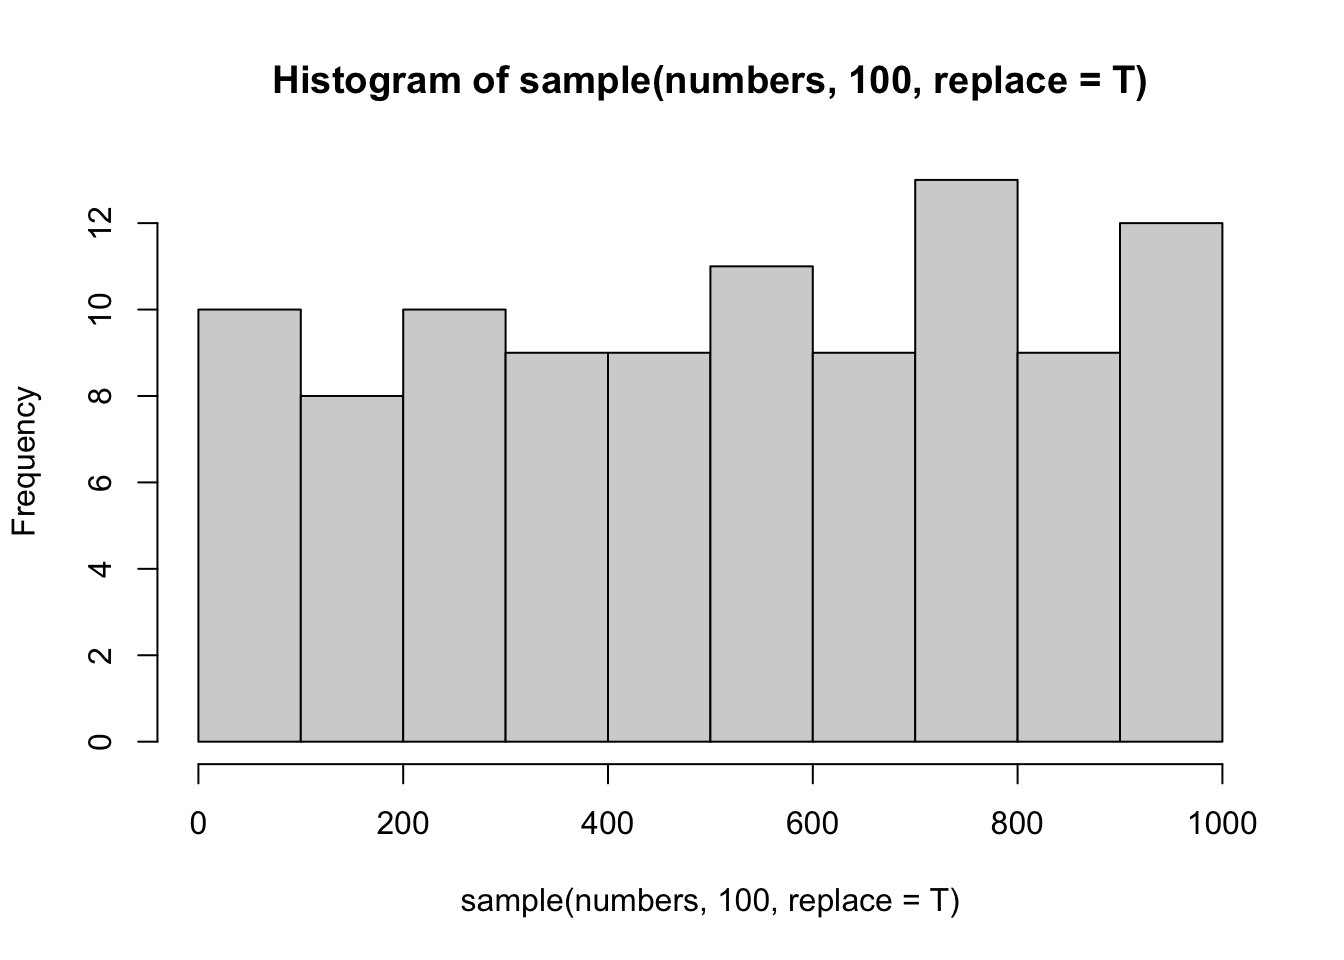 Histogram of sample(numbers, 100, replace = T)
Frequency
12
10
8
6
4
2
0
0 200 400 600 800 1000
sample(numbers, 100, replace = T)